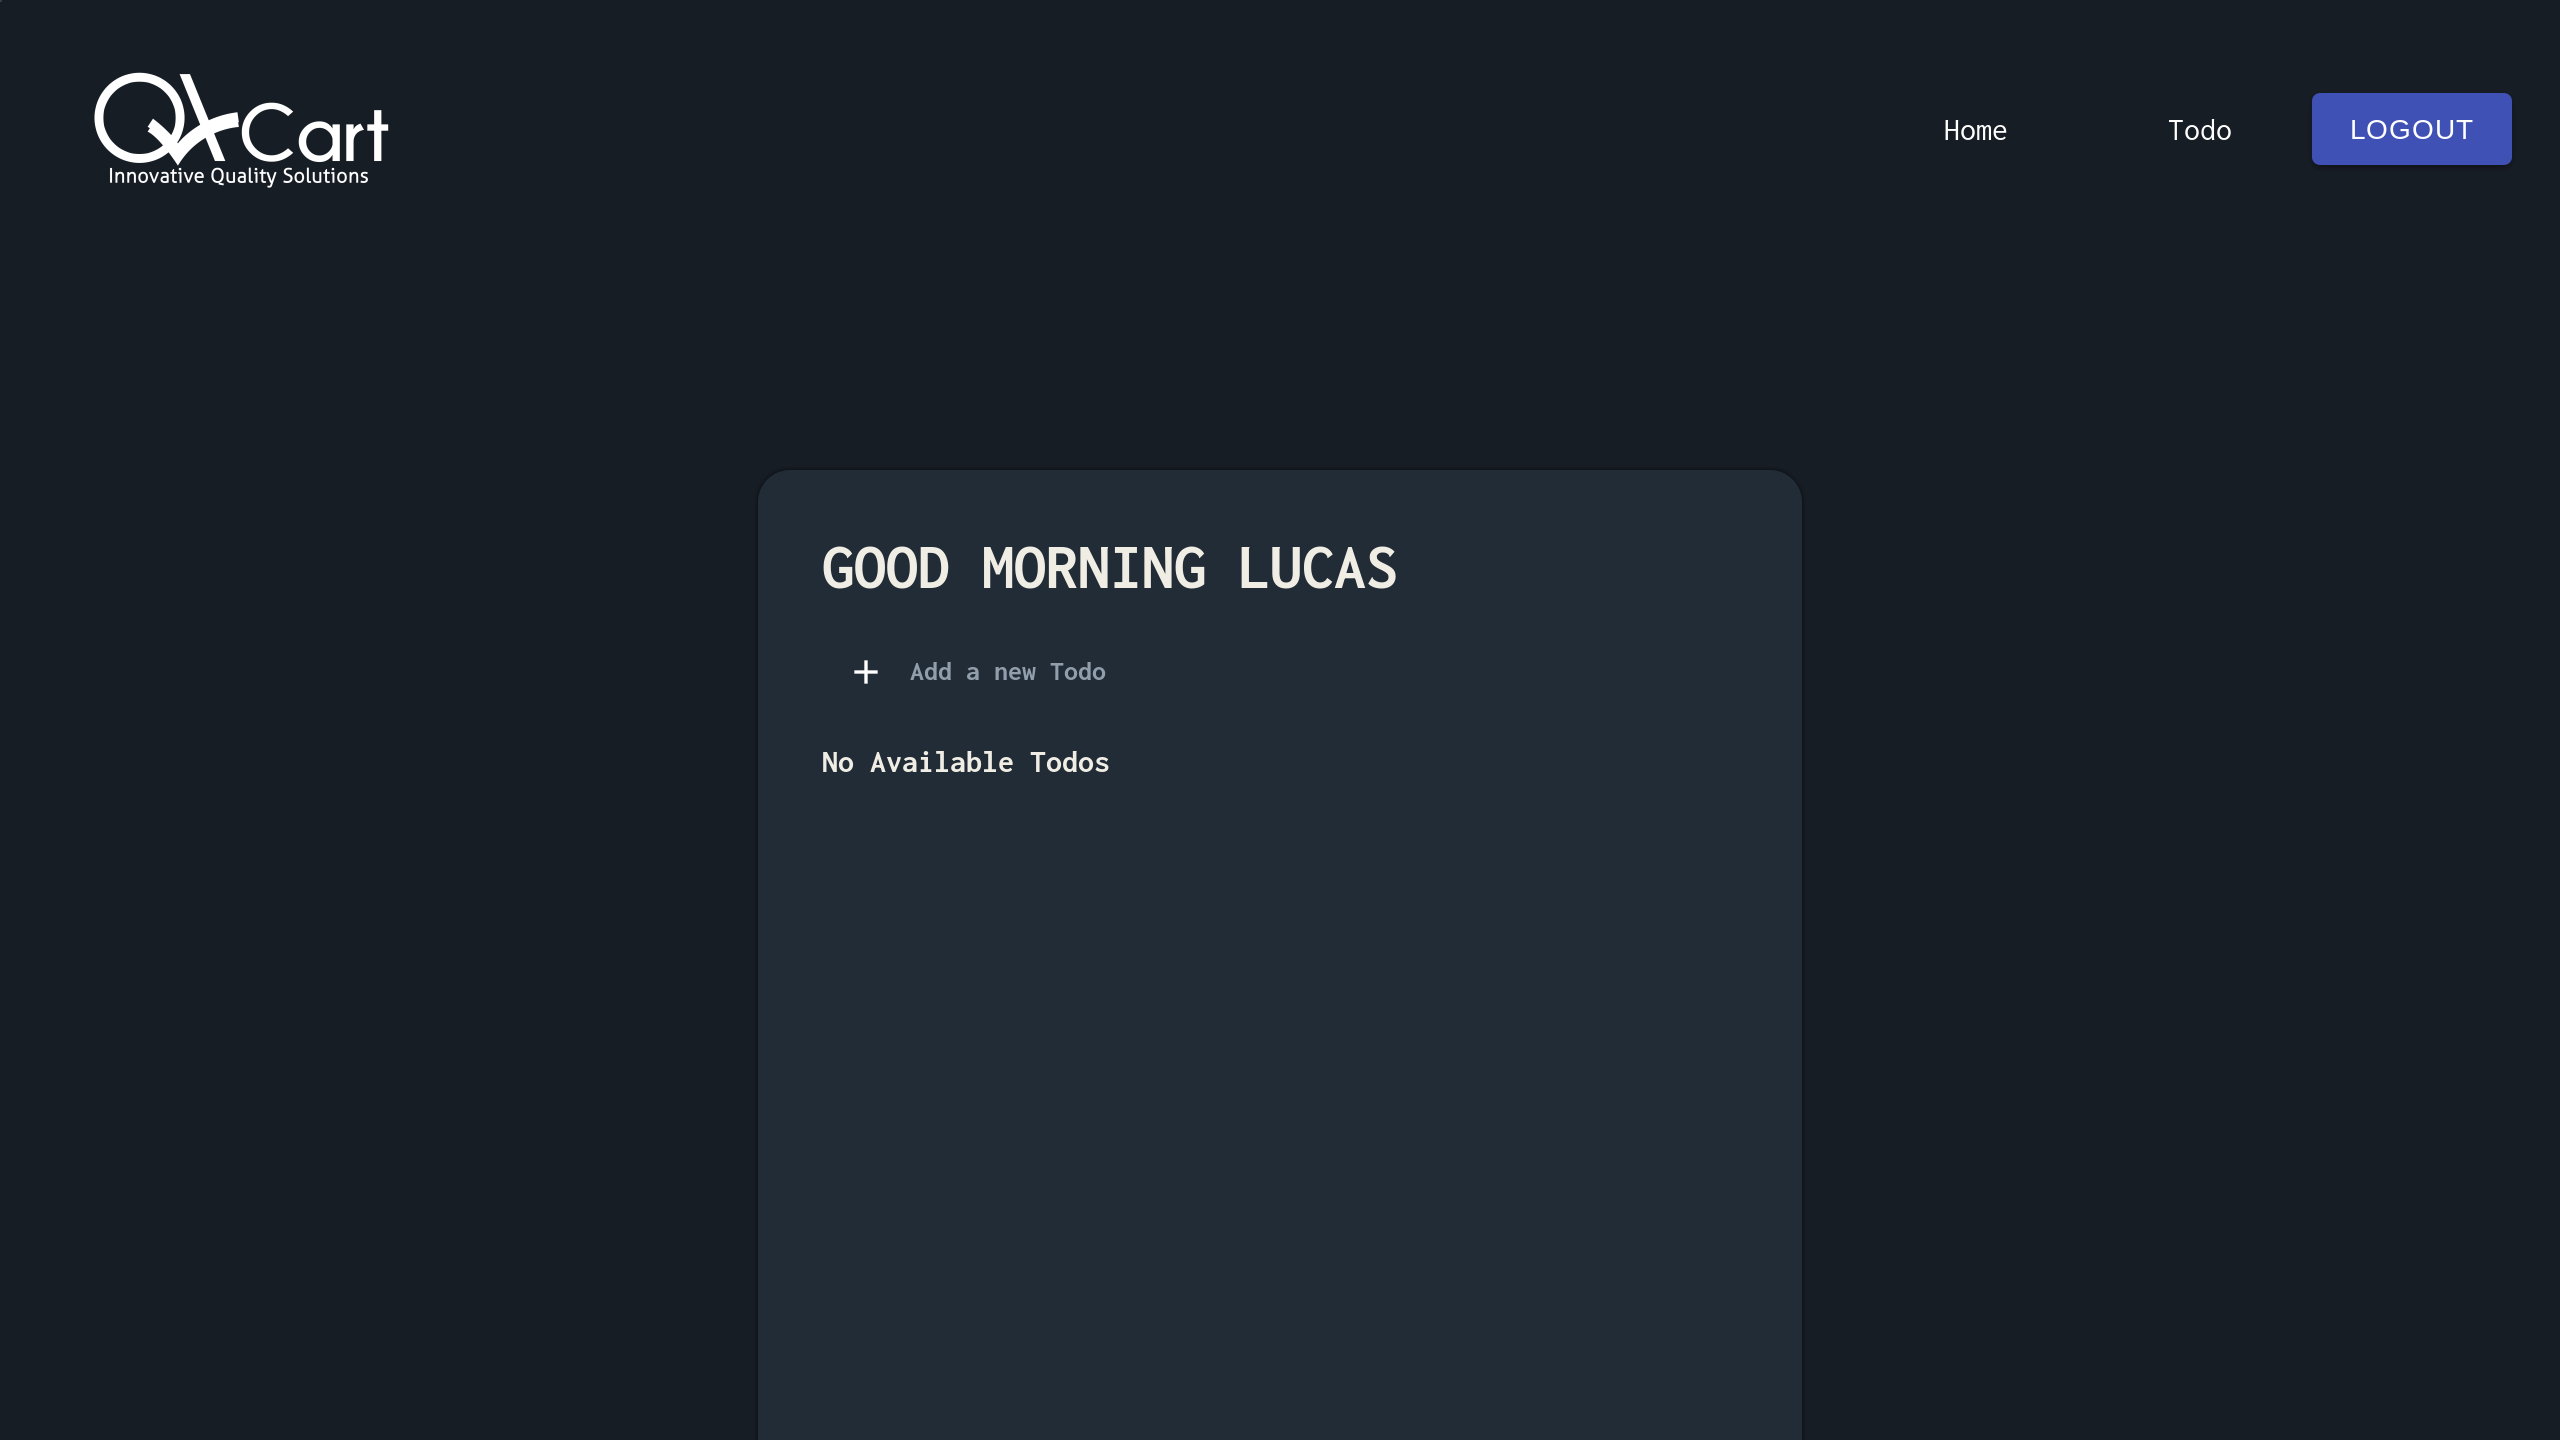 QACart
Innovative Quality Solutions
Home
Todo
LOGOUT
GOOD MORNING LUCAS
Add a new Todo
No Available Todos